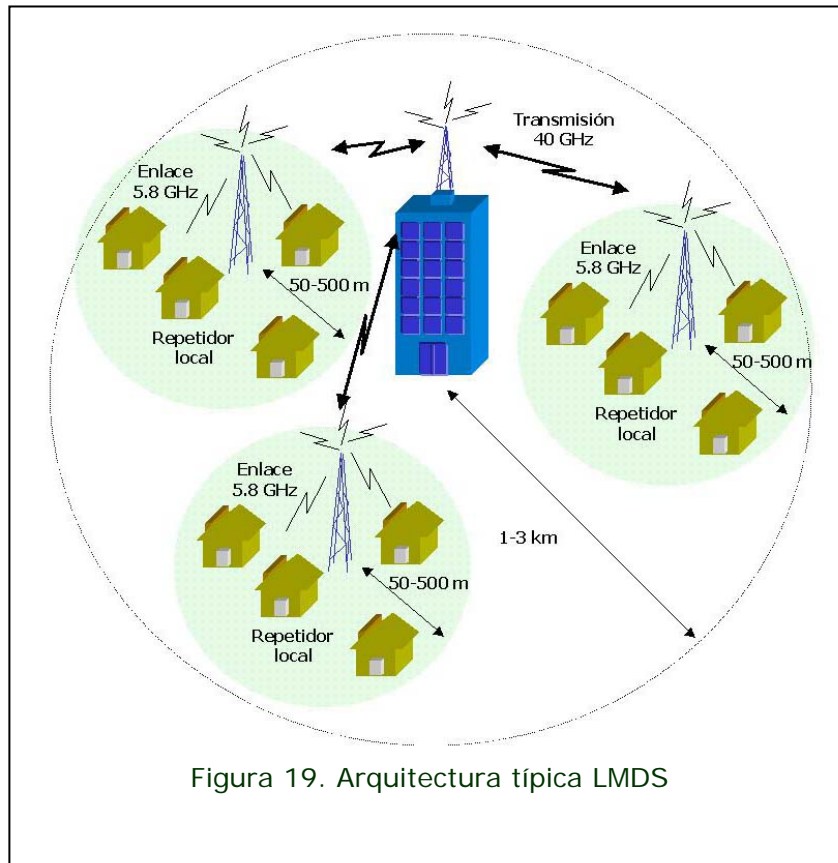 Transmisión
40 GHz
Enlace
5.8 GHz
50-500 m
Repetidor
local
Enlace
5.8 GHz
50-500 m
Repetidor
local
Enlace
5.8 GHz
50-500 m
Repetidor
local
1-3 km
Figura 19. Arquitectura típica LMDS